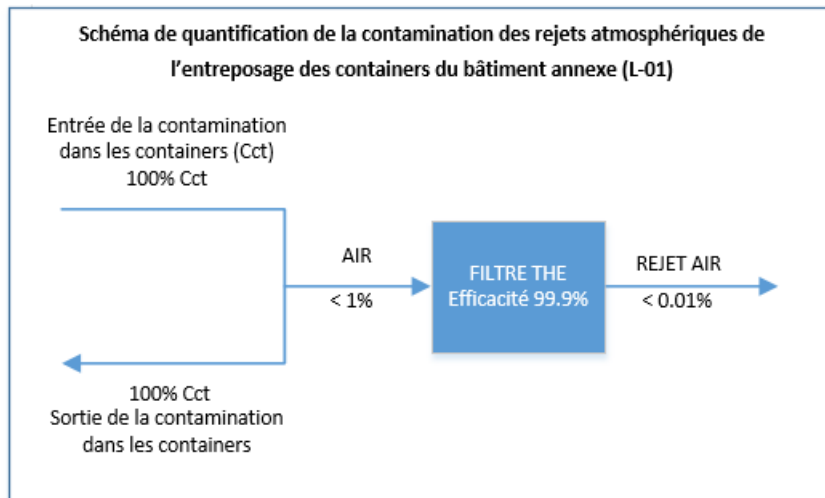 Schéma de quantification de la contamination des rejets atmosphériques de
l'entreposage des containers du bâtiment annexe (L-01)
Entrée de la contamination
dans les containers (Cct)
100% Cct
AIR
< 1%
FILTRE THE
Efficacité 99.9%
REJET AIR
< 0.01%
100% Cct
Sortie de la contamination
dans les containers